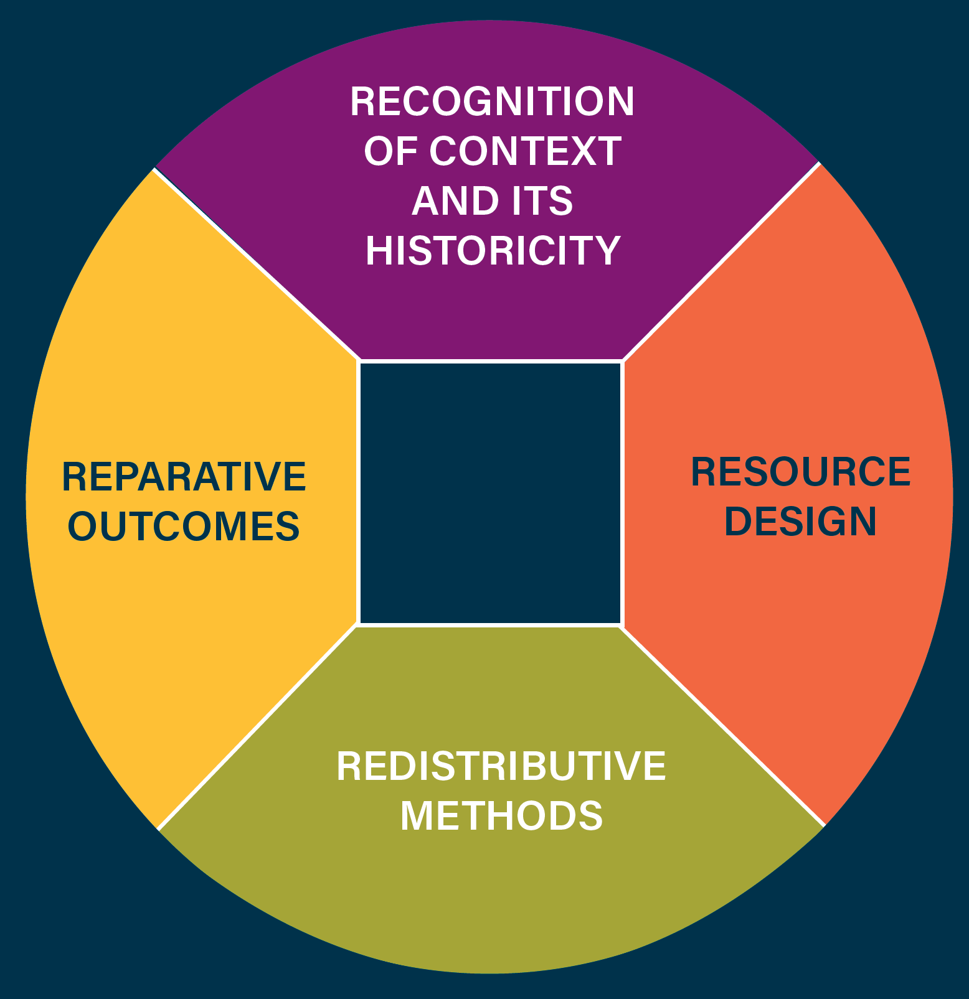 RECOGNITION
OF CONTEXT
AND ITS
HISTORICITY
REPARATIVE
OUTCOMES
RESOURCE
DESIGN
REDISTRIBUTIVE
METHODS